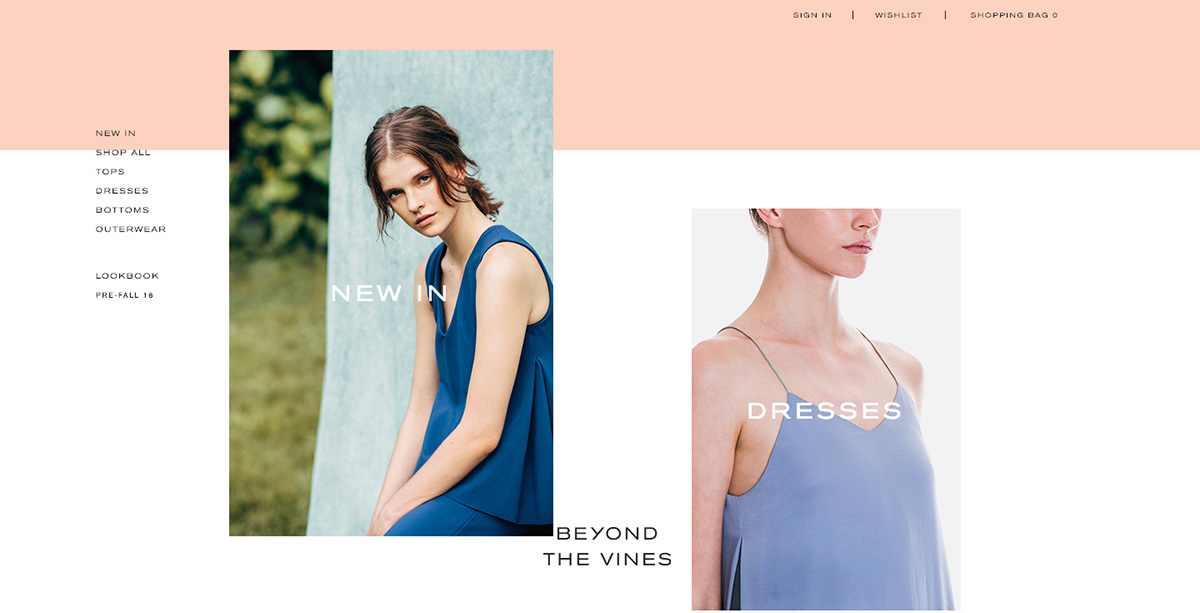 SIGN IN | WISHLIST | SHOPPING BAG 0
NEW IN
SHOP ALL
TOPS
DRESSES
BOTTOMS
OUTERWEAR
LOOKBOOK
PRE-FALL 16
NEW IN
DRESSES
BEYOND
THE VINES